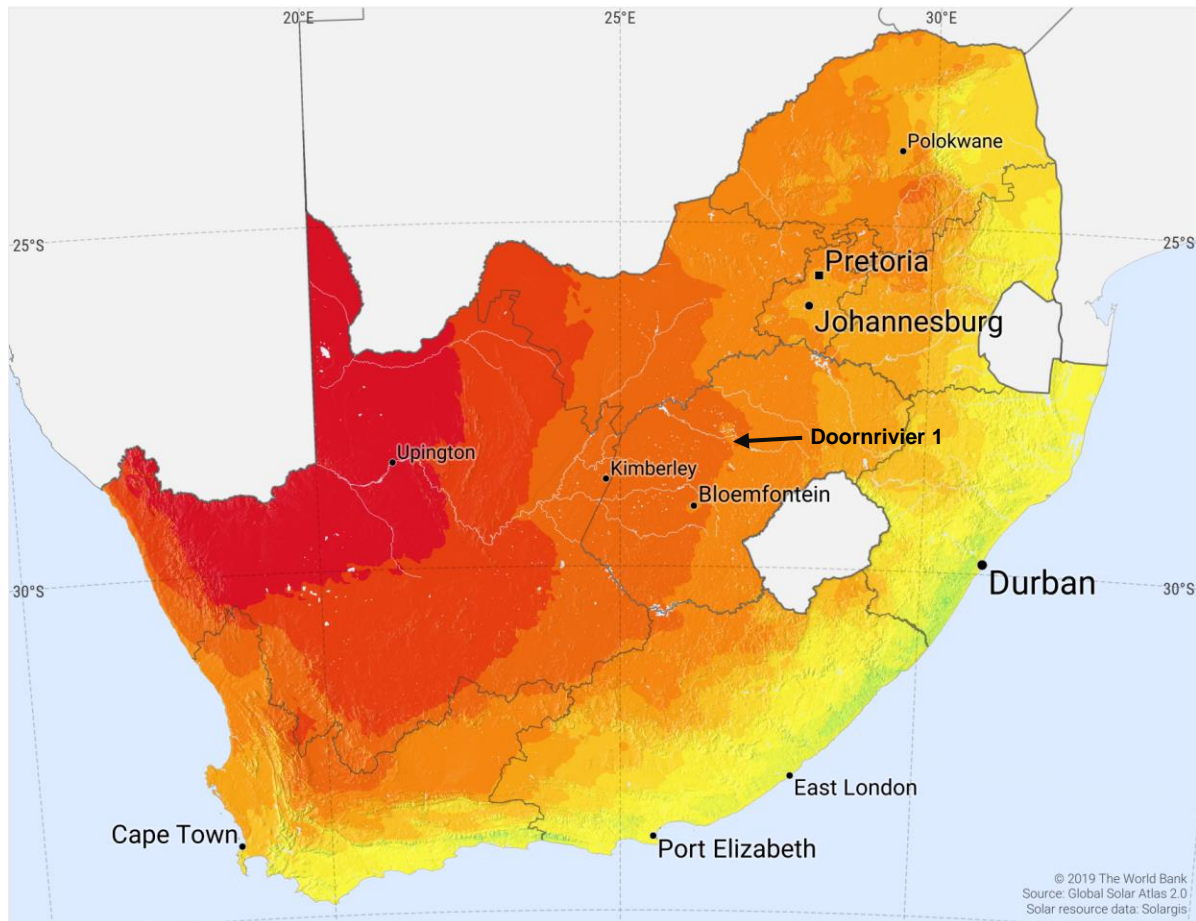 20°E
25°E
30°E
Polokwane
25°S
25°S
Pretoria
Johannesburg
Doornrivier 1
Upington
Kimberley
Bloemfontein
Durban
30°S
30°S
East London
Cape Town
Port Elizabeth
© 2019 The World Bank
Source: Global Solar Atlas 2.0
Solar resource data: Solargis